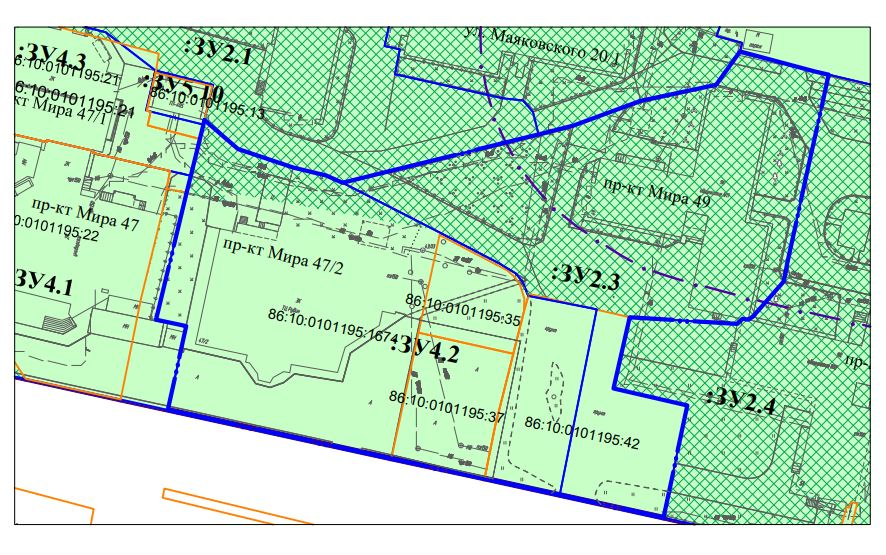 ул. Маяковского 20/1
:ЗУ2.1
:ЗУ4.3
86:10:0101195:21
:ЗУ5.10
86:10:0101195:21
86:10:0101195:13
кт Мира 47/1
пр-кт Мира 49
пр-кт Мира 47
0:0101195:22
пр-кт Мира 47/2
:ЗУ2.3
ЗУ4.1
86:10:0101195:35
86:10:0101195:1674
:ЗУ4.2
пр-
86:10:0101195:37
:ЗУ2.4
86:10:0101195:42